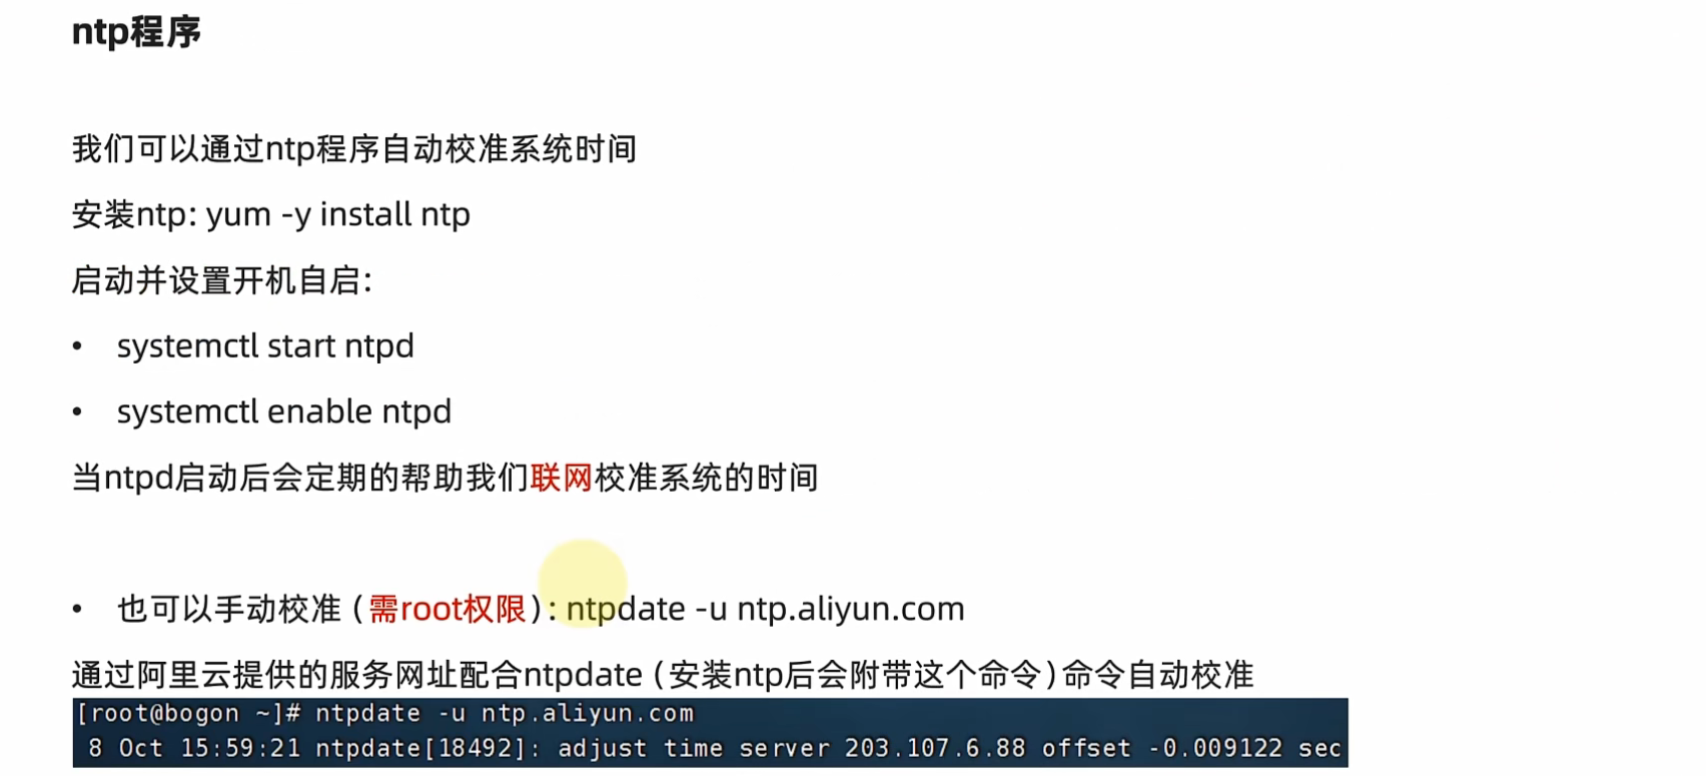 ntp程序
我们可以通过ntp程序自动校准系统时间
安装ntp: yum -y install ntp
启动并设置开机自启:
• systemctl start ntpd
• systemctl enable ntpd
当ntpd启动后会定期的帮助我们联网校准系统的时间
• 也可以手动校准(需root权限): ntpdate -u ntp.aliyun.com
通过阿里云提供的服务网址配合ntpdate(安装ntp后会附带这个命令)命令自动校准
[root@bogon ~]# ntpdate -u ntp.aliyun.com
8 Oct 15:59:21 ntpdate[18492]: adjust time server 203.107.6.88 offset -0.009122 sec